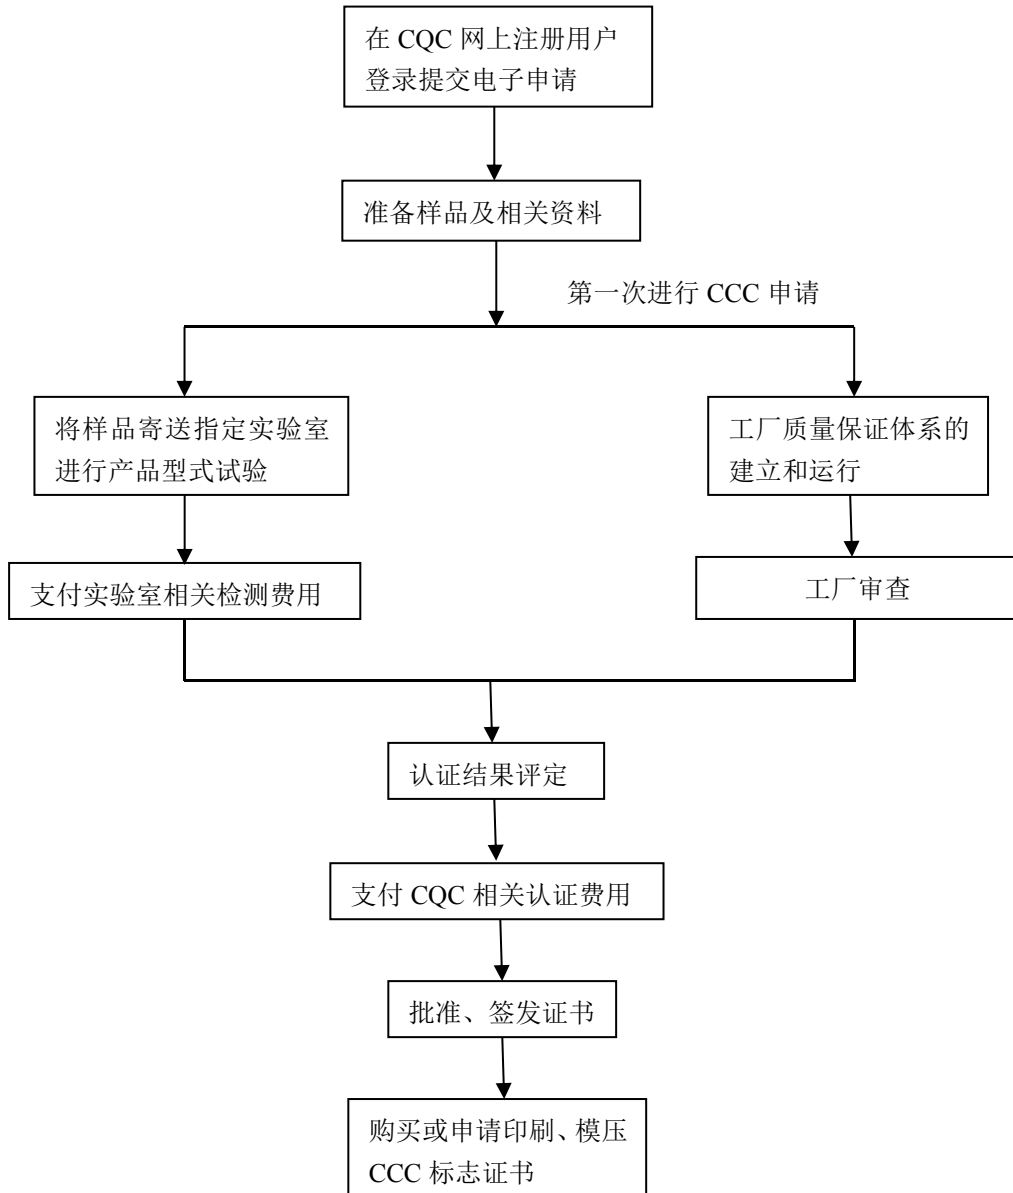 在 CQC 网上注册用户
登录提交电子申请
准备样品及相关资料
第一次进行 CCC 申请
将样品寄送指定实验室
进行产品型式试验
工厂质量保证体系的
建立和运行
支付实验室相关检测费用
工厂审查
认证结果评定
支付 CQC 相关认证费用
批准、签发证书
购买或申请印刷、模压
CCC 标志证书